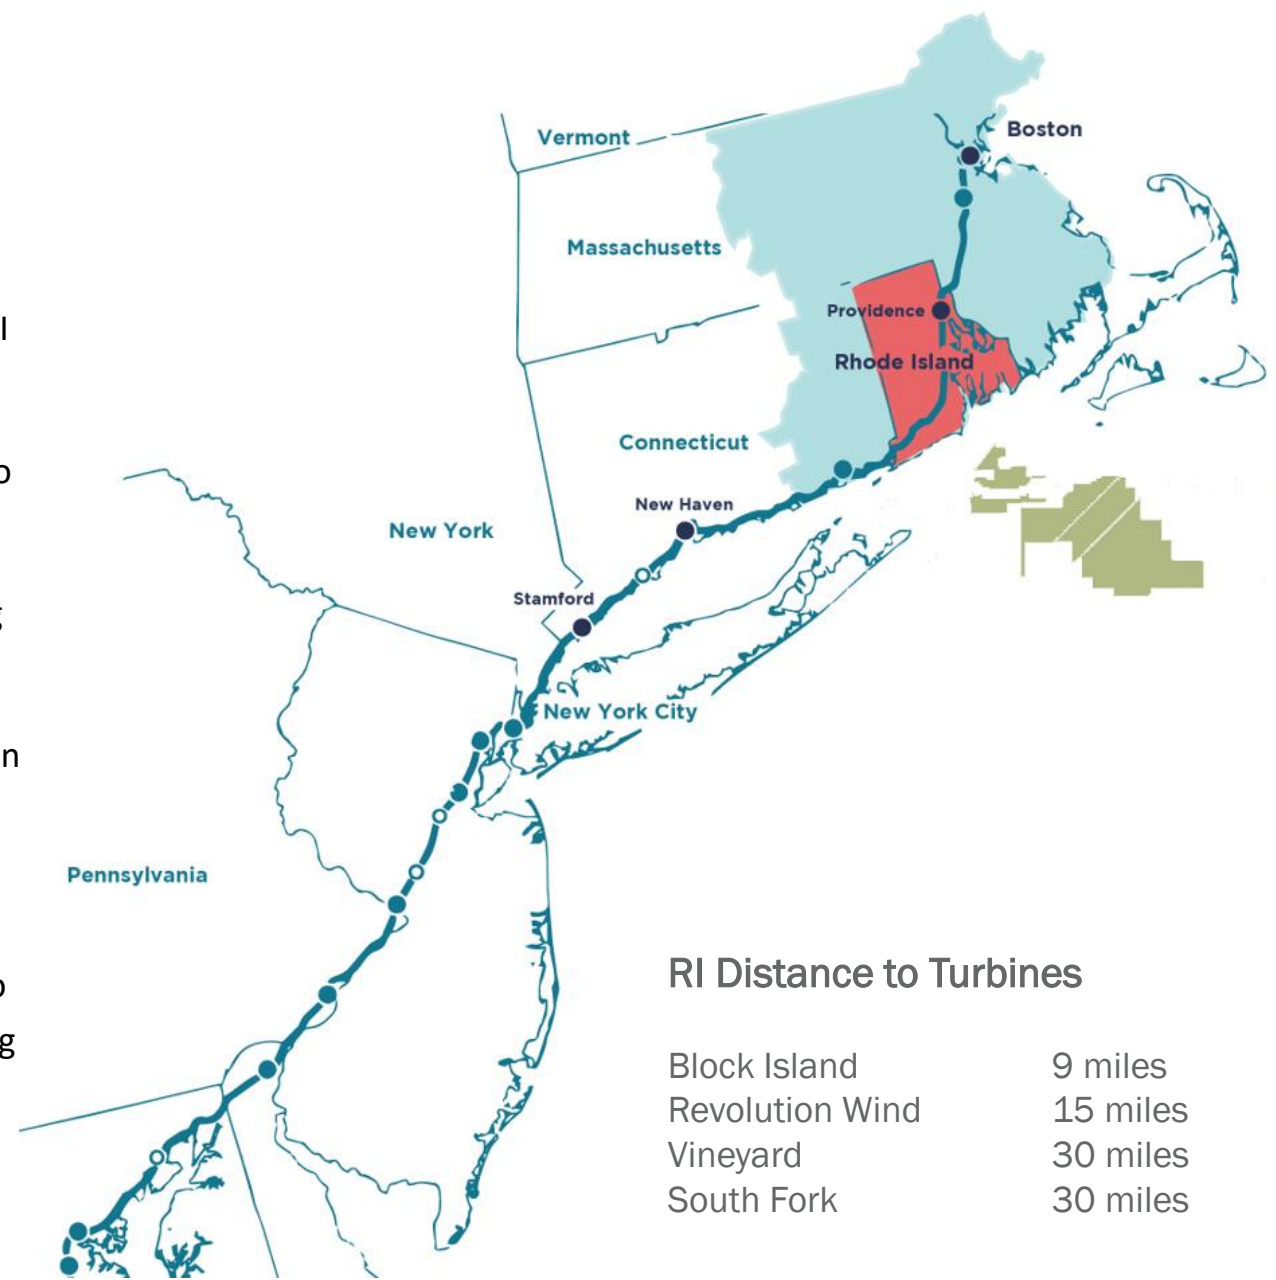 Boston
Vermont
Massachusetts
Providence
Rhode Island
Connecticut
New Haven
New York
Stamford
New York City
Pennsylvania
RI Distance to Turbines
Block Island 9 miles
Revolution Wind 15 miles
Vineyard 30 miles
South Fork 30 miles